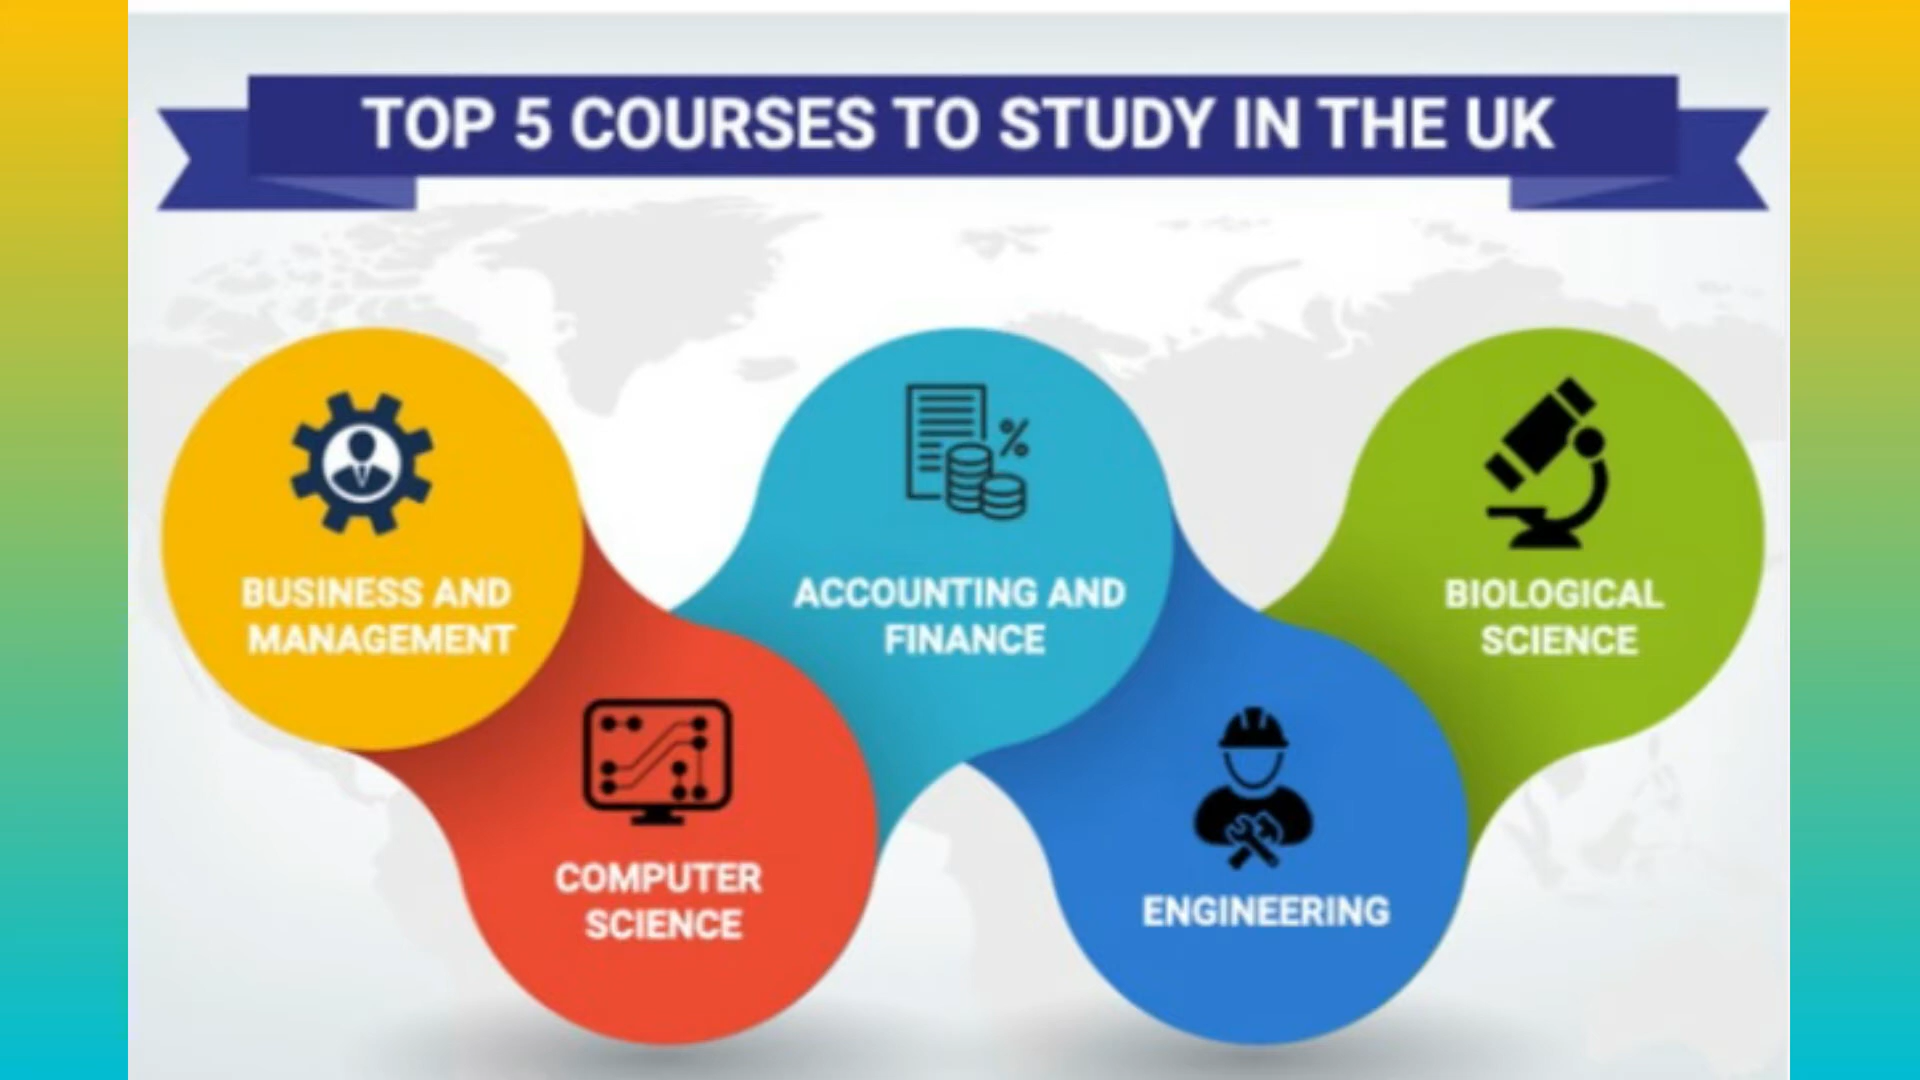 TOP 5 COURSES TO STUDY IN THE UK
BUSINESS AND
MANAGEMENT
COMPUTER
SCIENCE
%
ACCOUNTING AND
FINANCE
ENGINEERING
BIOLOGICAL
SCIENCE